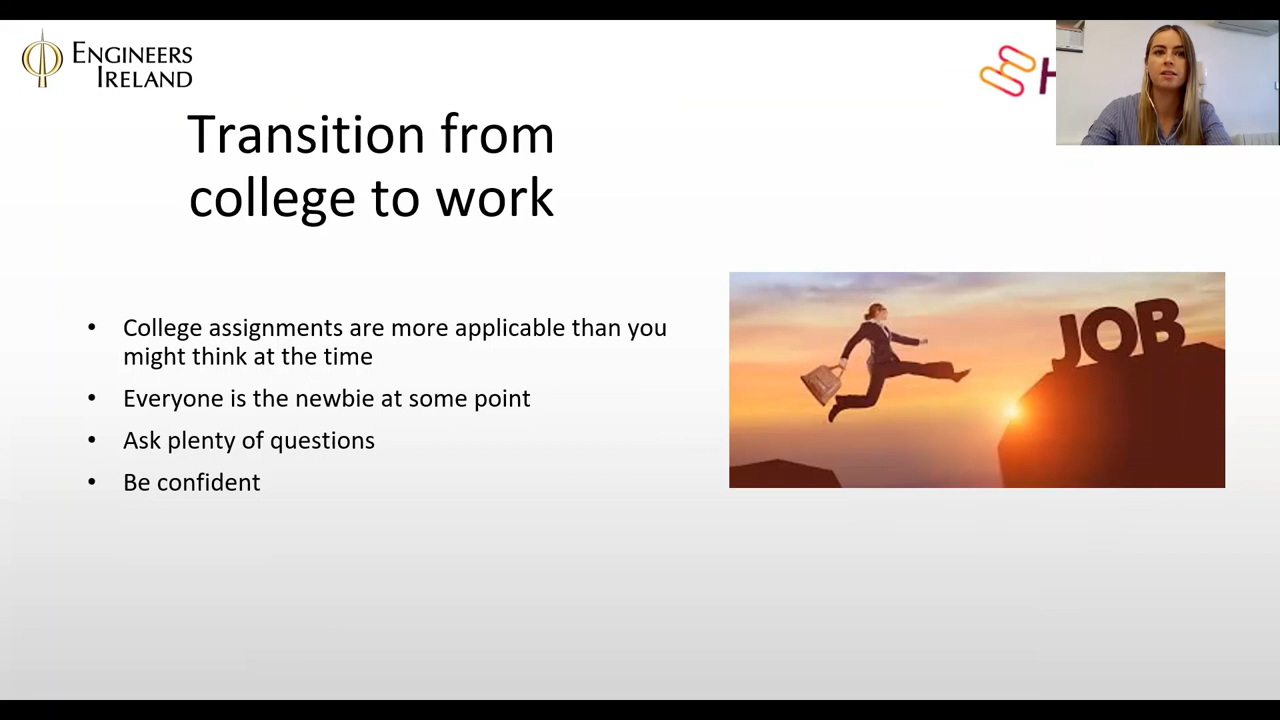 ENGINEERS
IRELAND
Transition from
college to work
• College assignments are more applicable than you
might think at the time
• Everyone is the newbie at some point
• Ask plenty of questions
• Be confident
JOB